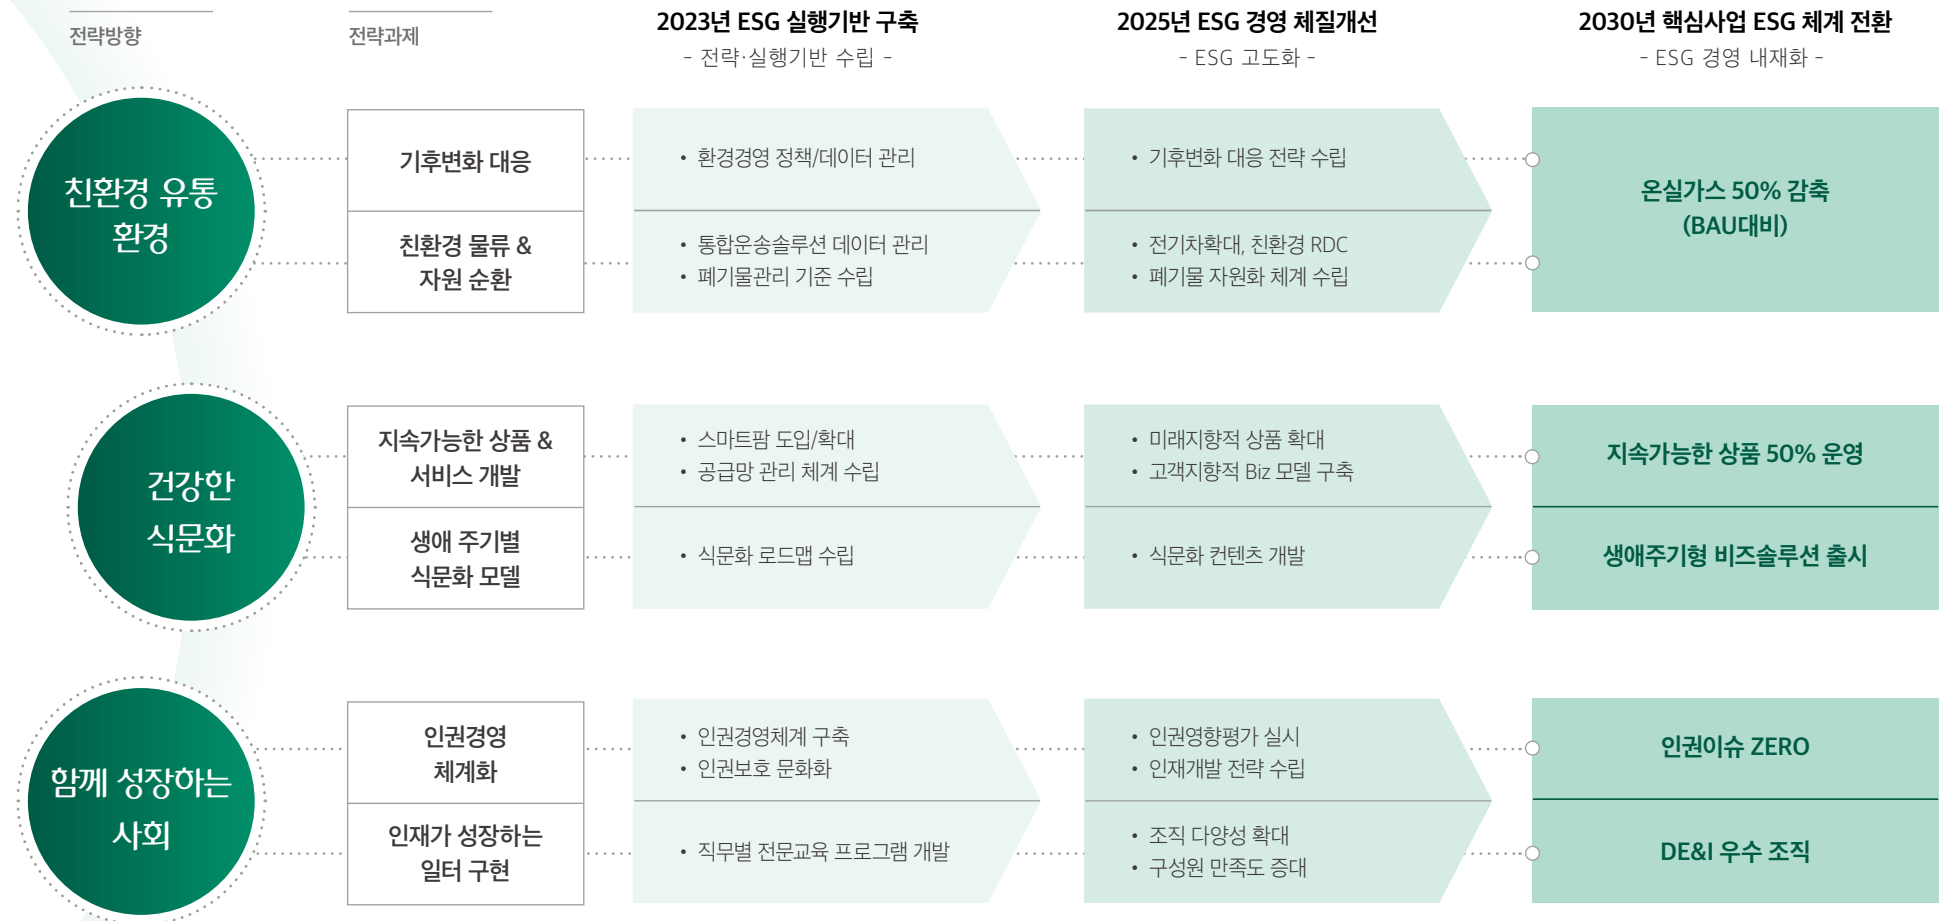 전략방향
전략과제
2023년 ESG 실행기반 구축
- 전략·실행기반 수립 -
2025년 ESG 경영 체질개선
- ESG 고도화 -
2030년 핵심사업 ESG 체계 전환
- ESG 경영 내재화 -
친환경 유통
환경
기후변화 대응
• 환경경영 정책/데이터 관리
• 기후변화 대응 전략 수립
친환경 물류 &
자원 순환
• 통합운송솔루션 데이터 관리
• 폐기물관리 기준 수립
• 전기차확대, 친환경 RDC
• 폐기물 자원화 체계 수립
온실가스 50% 감축
(BAU대비)
건강한
식문화
지속가능한 상품 &
서비스 개발
• 스마트팜 도입/확대
• 공급망 관리 체계 수립
• 미래지향적 상품 확대
• 고객지향적 Biz 모델 구축
지속가능한 상품 50% 운영
생애 주기별
식문화 모델
• 식문화 로드맵 수립
• 식문화 컨텐츠 개발
생애주기형 비즈솔루션 출시
함께 성장하는
사회
인권경영
체계화
• 인권경영체계 구축
• 인권보호 문화화
• 인권영향평가 실시
• 인재개발 전략 수립
인권이슈 ZERO
인재가 성장하는
일터 구현
• 직무별 전문교육 프로그램 개발
• 조직 다양성 확대
• 구성원 만족도 증대
DE&I 우수 조직